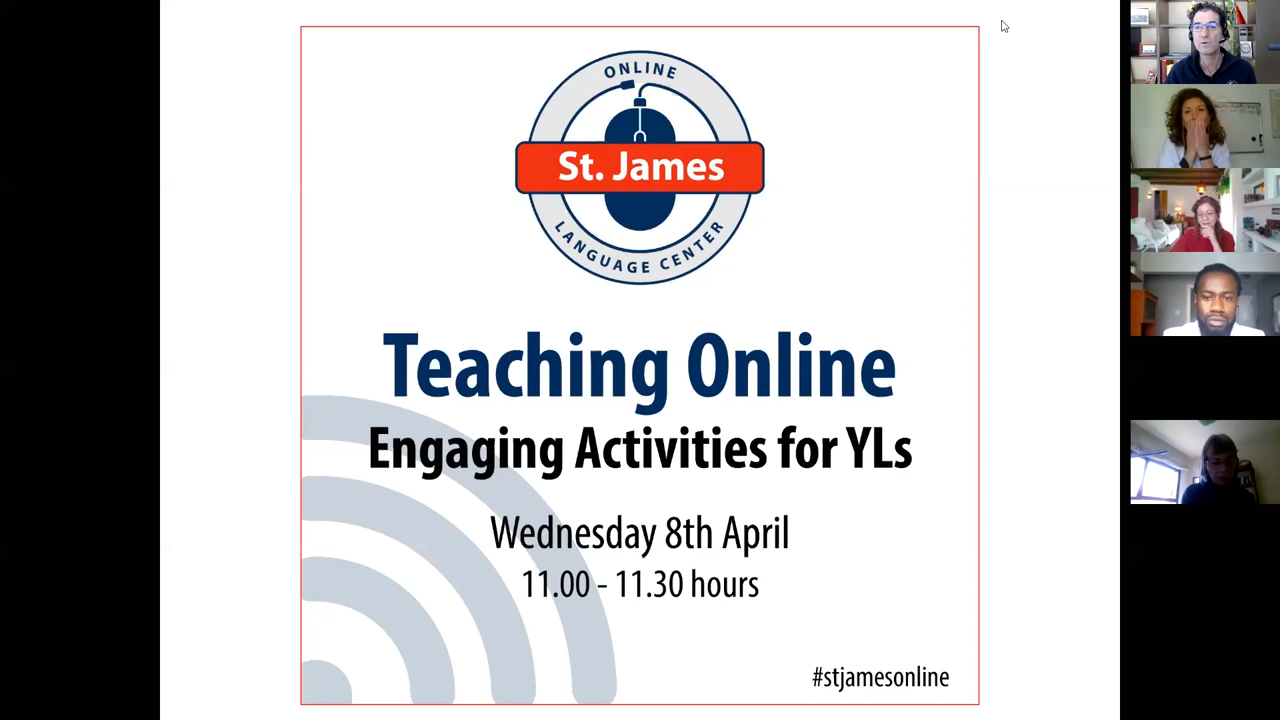 ONLINE
St. James
LANGUAGE CENTER
Teaching Online
Engaging Activities for YLs
Wednesday 8th April
11.00 - 11.30 hours
#stjamesonline